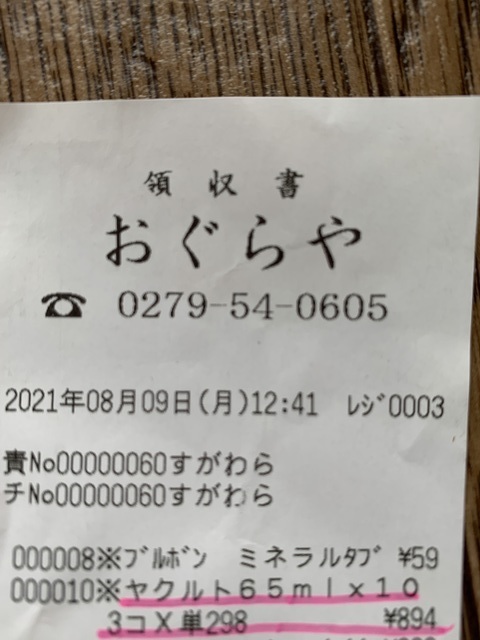 領収書
おぐらや
☎ 0279-54-0605
2021年08月09日(月)12:41 ﾚｼﾞ0003
責No00000060すがわら
チNo00000060すがわら
000008※ﾌﾞﾙﾎﾞﾝ ミネラルタブ ¥59
000010※ヤクルト65ml×10
3コX単298 ¥894